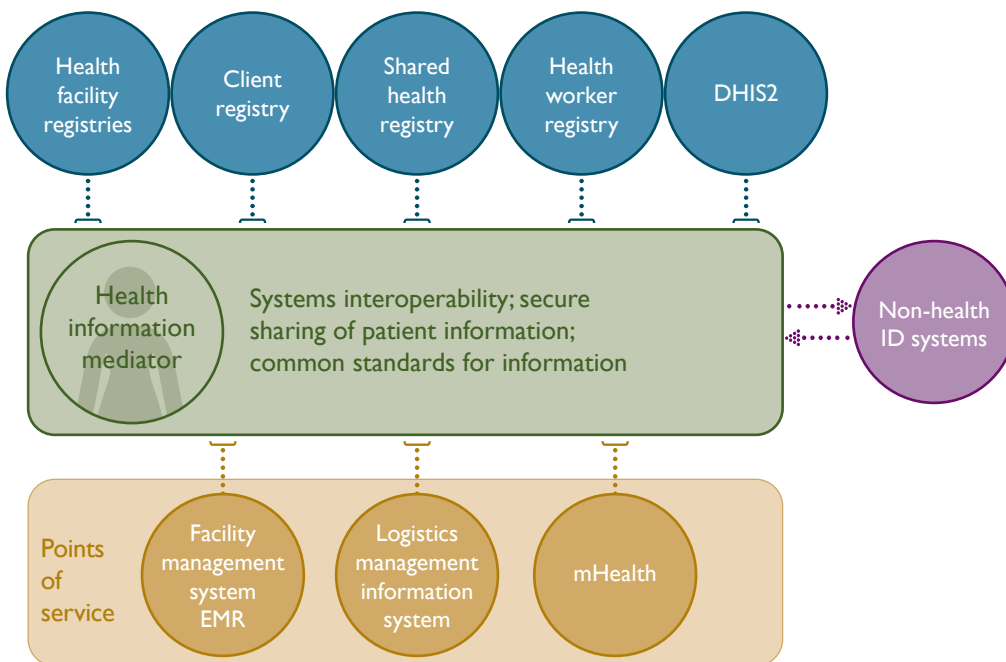 Health
facility
registries
Client
registry
Shared
health
registry
Health
worker
registry
DHIS2
Health
information
mediator
Systems interoperability; secure
sharing of patient information;
common standards for information
Non-health
ID systems
Points
of
service
Facility
management
system
EMR
Logistics
management
information
system
mHealth